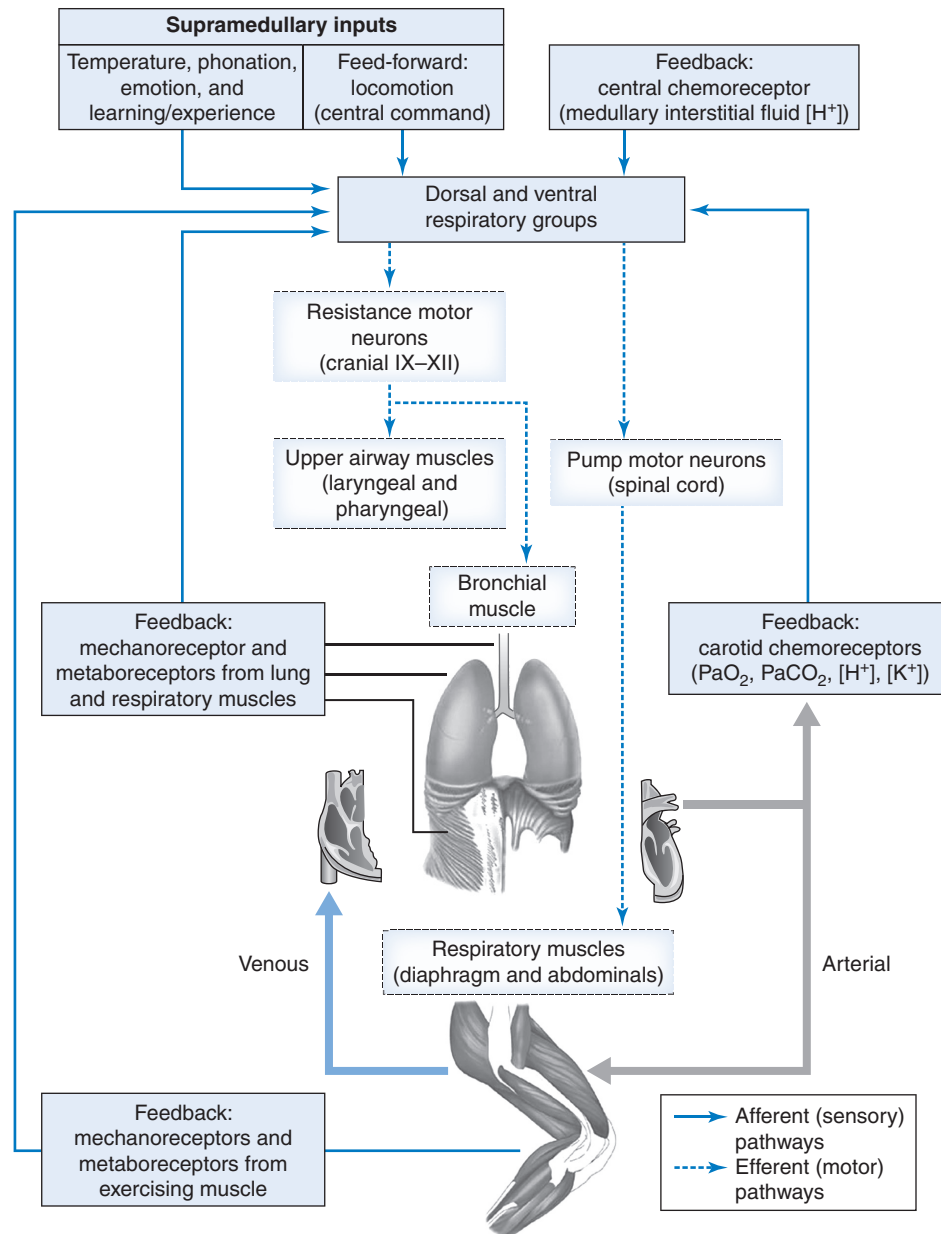 Supramedullary inputs
Temperature, phonation,
emotion, and
learning/experience
Feed-forward:
locomotion
(central command)
Feedback:
central chemoreceptor
(medullary interstitial fluid [H⁺])
Dorsal and ventral
respiratory groups
Resistance motor
neurons
(cranial IX–XII)
Upper airway muscles
(laryngeal and
pharyngeal)
Pump motor neurons
(spinal cord)
Bronchial
muscle
Feedback:
mechanoreceptor and
metaboreceptors from lung
and respiratory muscles
Feedback:
carotid chemoreceptors
(PaO₂, PaCO₂, [H⁺], [K⁺])
Respiratory muscles
(diaphragm and abdominals)
Venous
Arterial
Feedback:
mechanoreceptors and
metaboreceptors from
exercising muscle
Afferent (sensory)
pathways
Efferent (motor)
pathways